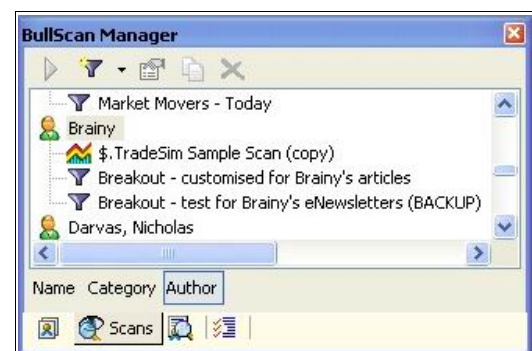 BullScan Manager
Market Movers - Today
Brainy
$.TradeSim Sample Scan (copy)
Breakout - customised for Brainy's articles
Breakout - test for Brainy's eNewsletters (BACKUP)
Darvas, Nicholas
Name Category Author
Scans